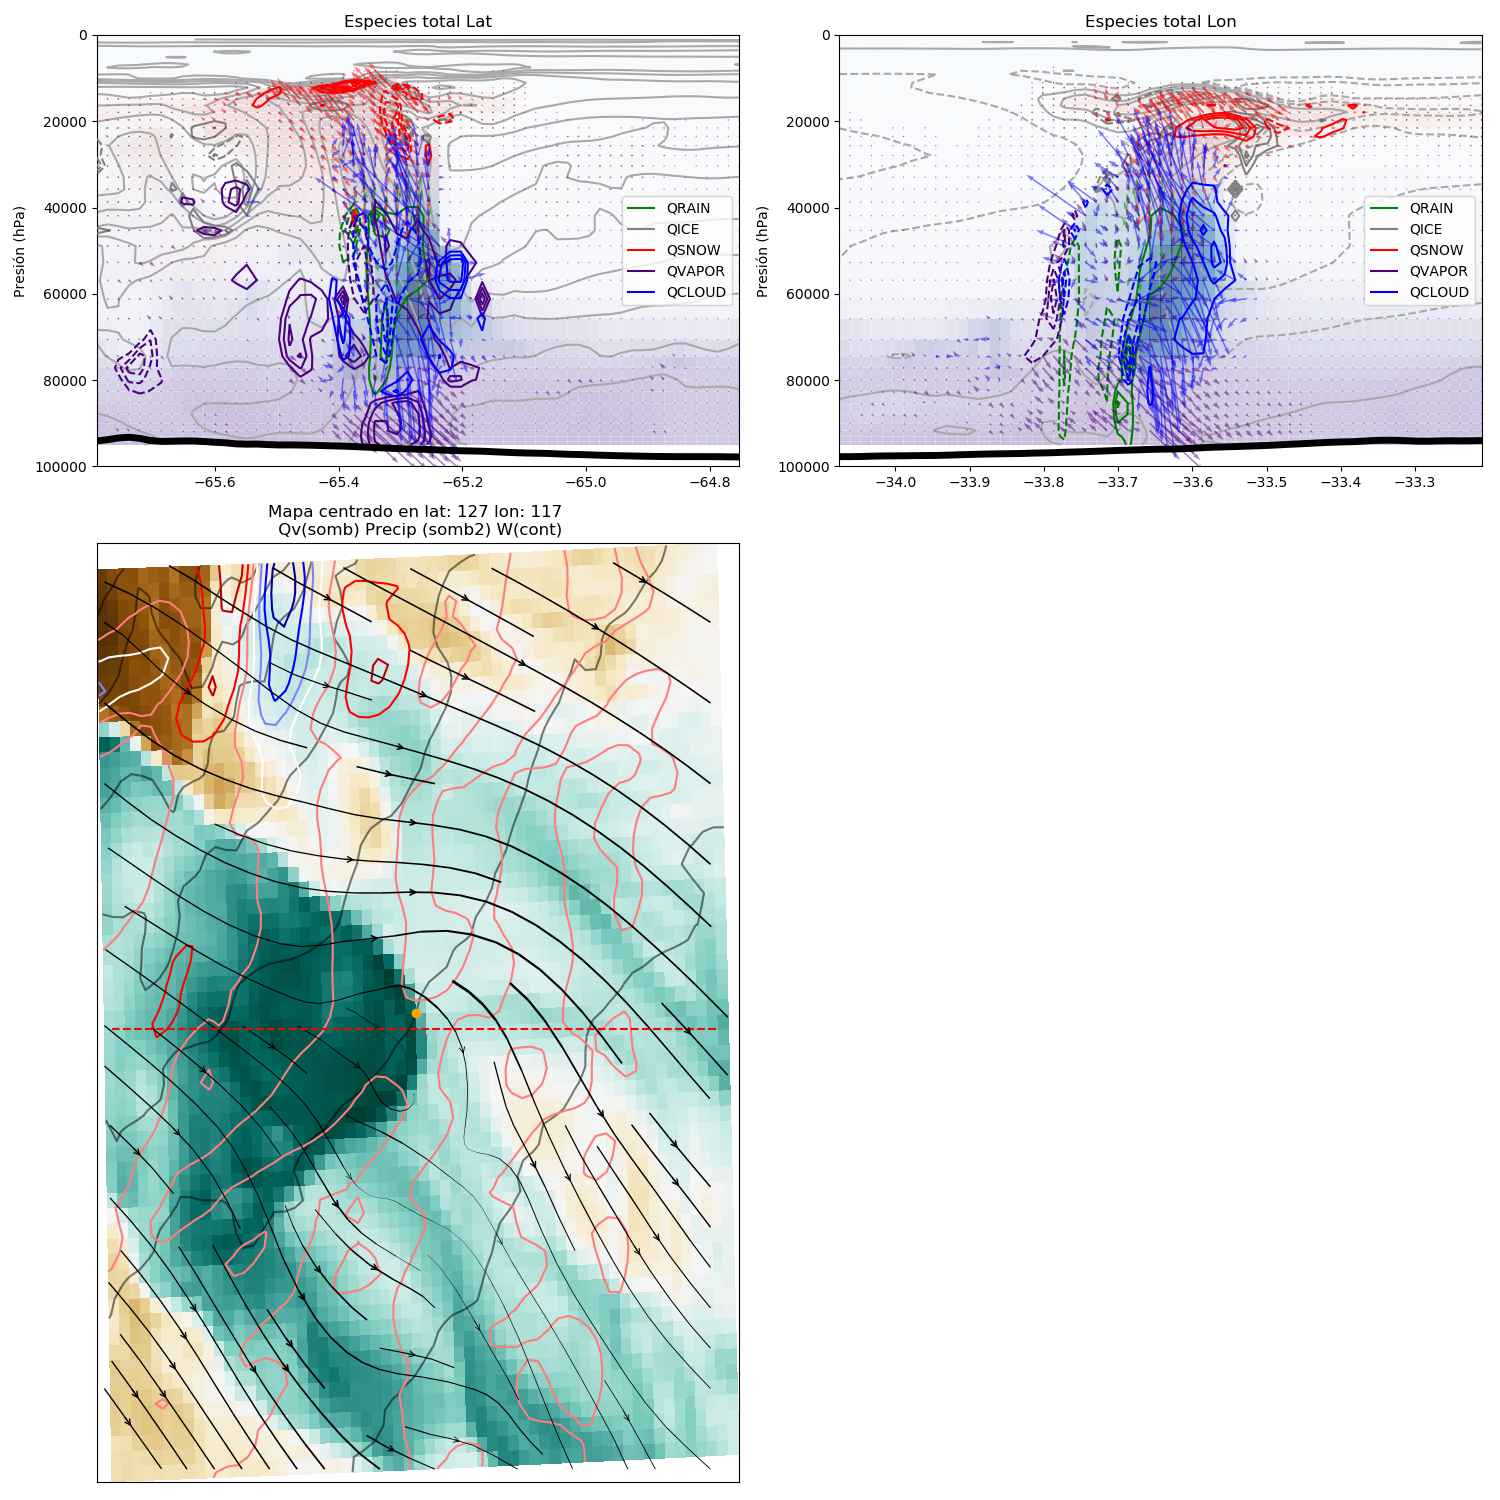 Especies total Lat
Presión (hPa)
0
20000
40000
60000
80000
100000
−65.6
−65.4
−65.2
−65.0
−64.8
QRAIN
QICE
QSNOW
QVAPOR
QCLOUD
Especies total Lon
Presión (hPa)
0
20000
40000
60000
80000
100000
−34.0
−33.9
−33.8
−33.7
−33.6
−33.5
−33.4
−33.3
QRAIN
QICE
QSNOW
QVAPOR
QCLOUD
Mapa centrado en lat: 127 lon: 117
Qv(somb) Precip (somb2) W(cont)